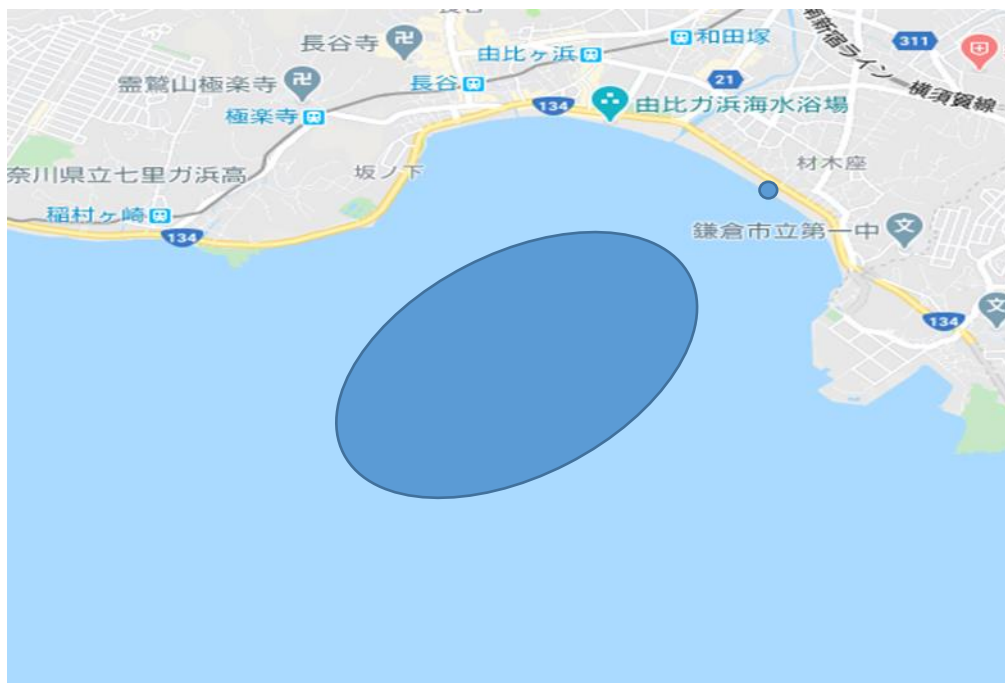 長谷寺
由比ヶ浜
和田塚
311
霊鷲山極楽寺
長谷
21
134
由比ガ浜海水浴場
横須賀線
極楽寺
奈川県立七里ガ浜高
坂ノ下
材木座
稲村ヶ崎
134
鎌倉市立第一中
文
文
134
南新宿ライン